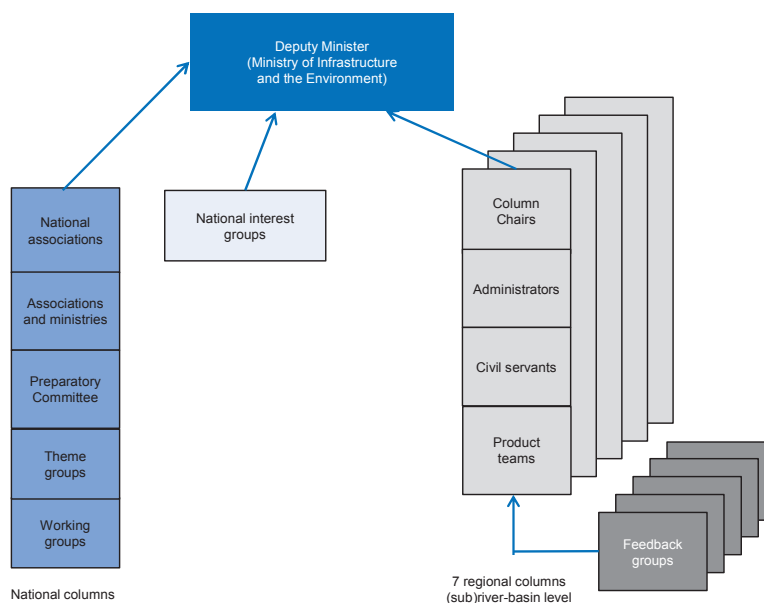 Deputy Minister
(Ministry of Infrastructure
and the Environment)
National
associations
Associations
and ministries
Preparatory
Committee
Theme
groups
Working
groups
National columns
National interest
groups
Column
Chairs
Administrators
Civil servants
Product
teams
Feedback
groups
7 regional columns
(sub)river-basin level